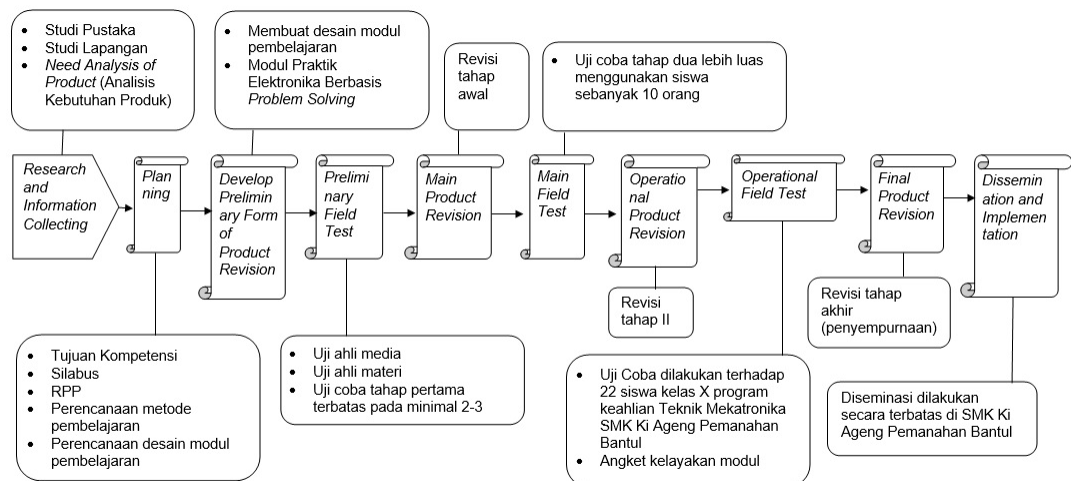 • Studi Pustaka
• Studi Lapangan
• Need Analysis of
Product (Analisis
Kebutuhan Produk)
• Membuat desain modul
pembelajaran
• Modul Praktik
Elektronika Berbasis
Problem Solving
Revisi
tahap
awal
• Uji coba tahap dua lebih luas
menggunakan siswa
sebanyak 10 orang
Research
and
Information
Collecting
Plan
ning
Develop
Prelimin
ary Form
of
Product
Revision
Prelimi
nary
Field
Test
Main
Product
Revision
Main
Field
Test
Operatio
nal
Product
Revision
Operational
Field Test
Final
Product
Revision
Dissemin
ation and
Implemen
tation
• Tujuan Kompetensi
• Silabus
• RPP
• Perencanaan metode
pembelajaran
• Perencanaan desain modul
pembelajaran
• Uji ahli media
• Uji ahli materi
• Uji coba tahap pertama
terbatas pada minimal 2-3
Revisi
tahap II
• Uji Coba dilakukan terhadap
22 siswa kelas X program
keahlian Teknik Mekatronika
SMK Ki Ageng Pemanahan
Bantul
• Angket kelayakan modul
Revisi tahap
akhir
(penyempurnaan)
Diseminasi dilakukan
secara terbatas di SMK Ki
Ageng Pemanahan Bantul